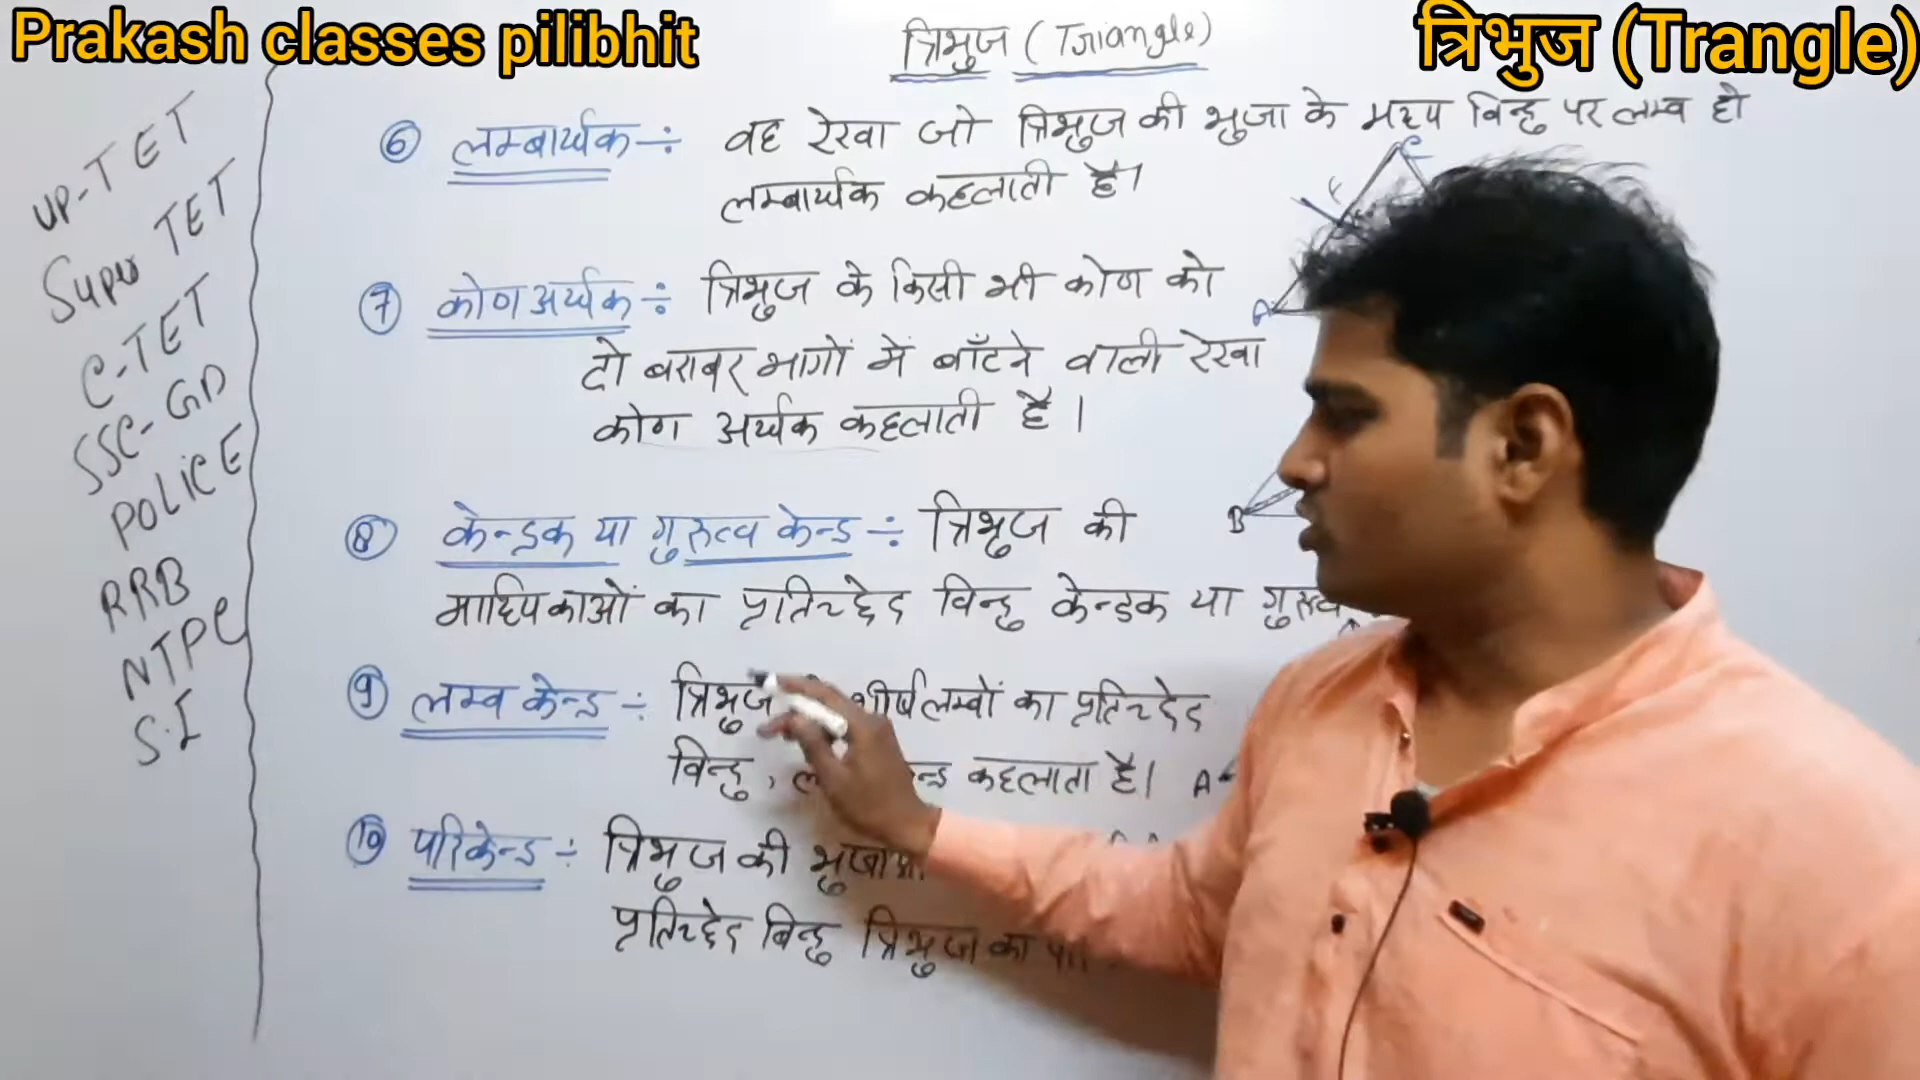 Prakash classes pilibhit
त्रिभुज (Trangle)
त्रिभुज (Triangle)
UP-TET
Super TET
C-TET
SSC-GD
POLICE
RRB
NTPC
S.I
⑥ लम्बार्धक ÷ वह रेखा जो त्रिभुज की भुजा के मध्य विन्दु पर लम्ब हो
लम्बार्धक कहलाती है।
C
A
⑦ कोण अर्धक ÷ त्रिभुज के किसी भी कोण को
दो बराबर भागों में बाँटने वाली रेखा
कोण अर्धक कहलाती है।
B
⑧ केन्द्रक या गुरुत्व केन्द्र ÷ त्रिभुज की
माध्यिकाओं का प्रतिच्छेद विन्दु केन्द्रक या गुरुत्व
⑨ लम्ब केन्द्र ÷ त्रिभुज शीर्षलम्बों का प्रतिच्छेद
विन्दु, कहलाता है।
A
⑩ परिकेन्द्र ÷ त्रिभुज की
प्रतिच्छेद बिन्दु त्रिभुज का